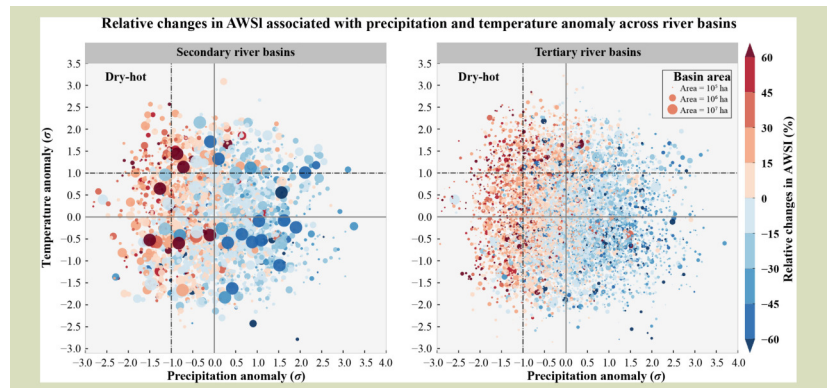 Relative changes in AWSI associated with precipitation and temperature anomaly across river basins
Secondary river basins
Tertiary river basins
Dry-hot
Dry-hot
Basin area
Area = 10⁵ ha
Area = 10⁶ ha
Area = 10⁷ ha
3.5
3.0
2.5
2.0
1.5
1.0
0.5
0.0
−0.5
−1.0
−1.5
−2.0
−2.5
−3.0
Temperature anomaly (σ)
−3.0 −2.5 −2.0 −1.5 −1.0 −0.5 0.0 0.5 1.0 1.5 2.0 2.5 3.0 3.5 4.0
Precipitation anomaly (σ)
3.5
3.0
2.5
2.0
1.5
1.0
0.5
0.0
−0.5
−1.0
−1.5
−2.0
−2.5
−3.0
−3.0 −2.5 −2.0 −1.5 −1.0 −0.5 0.0 0.5 1.0 1.5 2.0 2.5 3.0 3.5 4.0
Precipitation anomaly (σ)
60
45
30
15
0
−15
−30
−45
−60
Relative changes in AWSI (%)